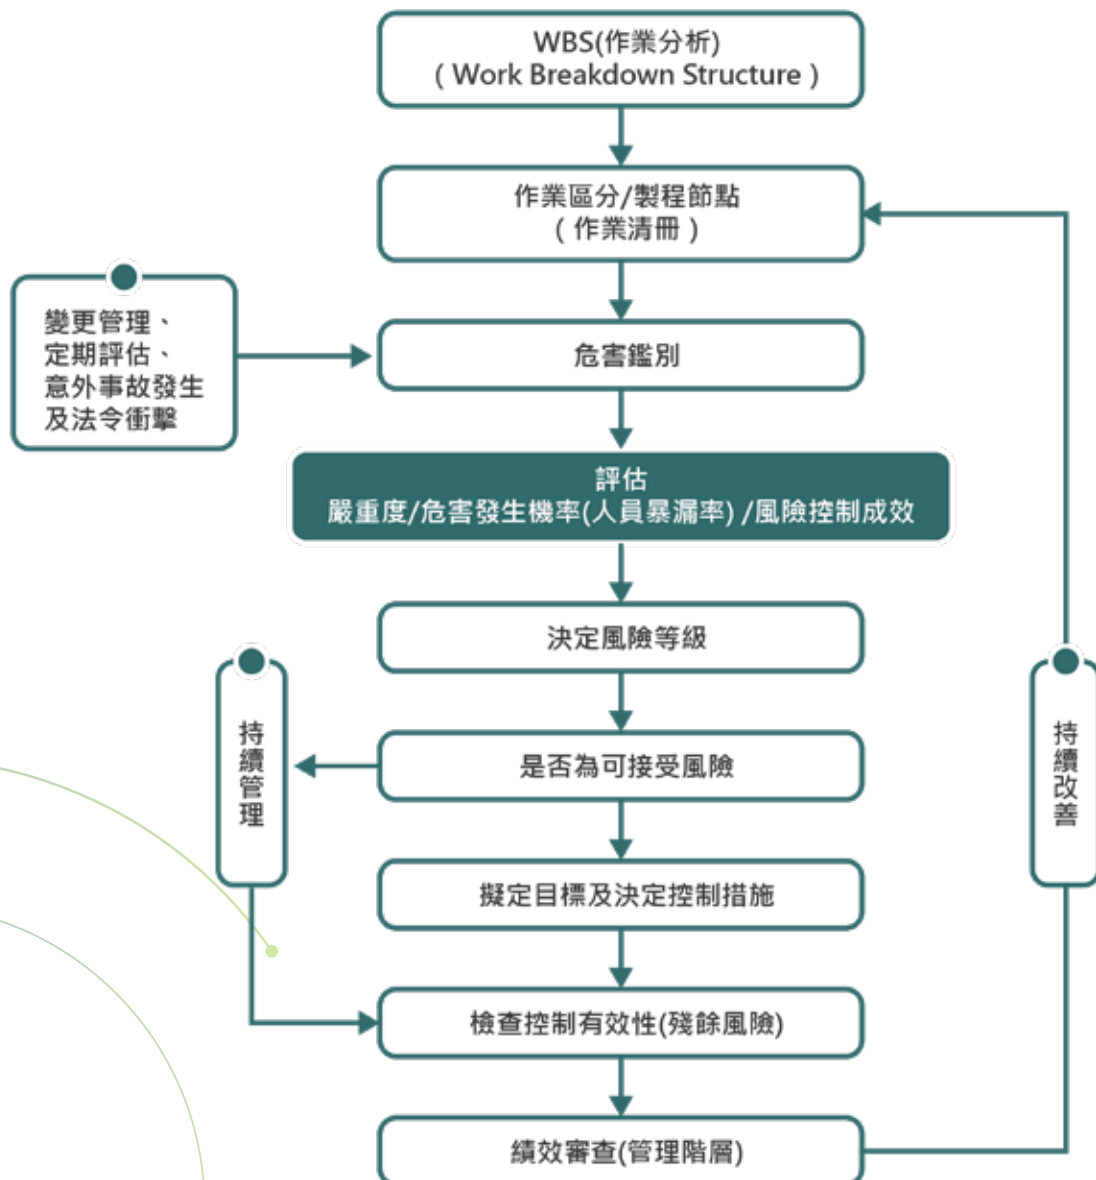 WBS(作業分析)
( Work Breakdown Structure )
作業區分/製程節點
( 作業清冊 )
變更管理、
定期評估、
意外事故發生
及法令衝擊
危害鑑別
評估
嚴重度/危害發生機率(人員暴漏率) /風險控制成效
決定風險等級
是否為可接受風險
持續管理
持續改善
擬定目標及決定控制措施
檢查控制有效性(殘餘風險)
績效審查(管理階層)